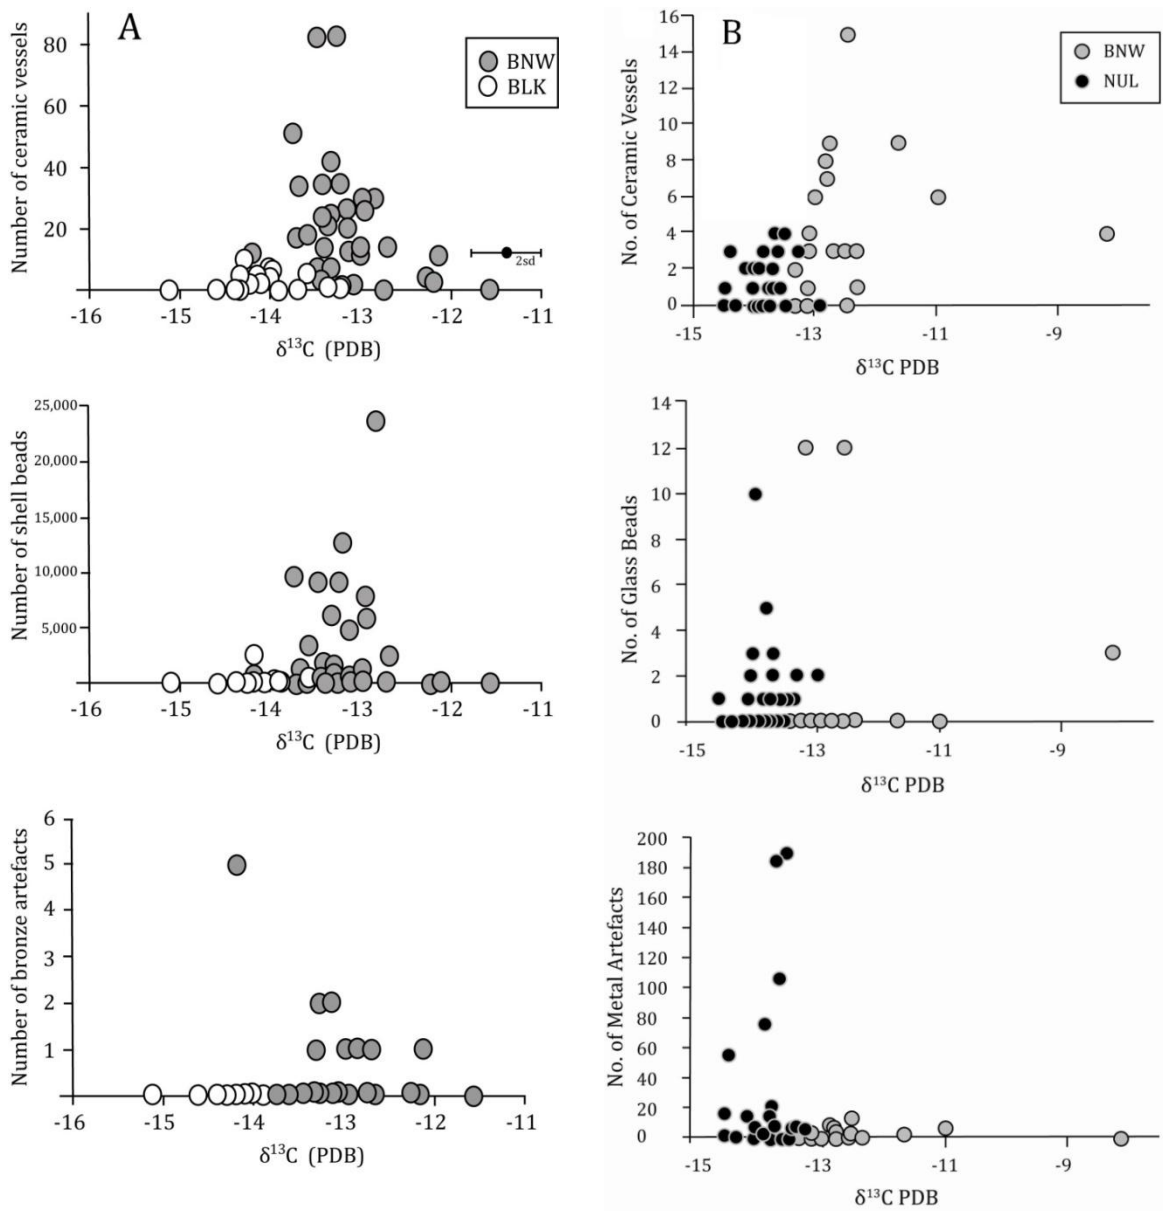 A
Number of ceramic vessels
80
60
40
20
BNW
BLK
2sd
-16 -15 -14 -13 -12 -11
δ¹³C (PDB)
B
No. of Ceramic Vessels
16
14
12
10
8
6
4
2
0
BNW
NUL
-15 -13 -11 -9
δ¹³C PDB
Number of shell beads
25,000
20,000
15,000
10,000
5,000
-16 -15 -14 -13 -12 -11
δ¹³C (PDB)
No. of Glass Beads
14
12
10
8
6
4
2
0
-15 -13 -11 -9
δ¹³C PDB
Number of bronze artefacts
6
5
4
3
2
1
-16 -15 -14 -13 -12 -11
δ¹³C (PDB)
No. of Metal Artefacts
200
180
160
140
120
100
80
60
40
20
0
-15 -13 -11 -9
δ¹³C PDB